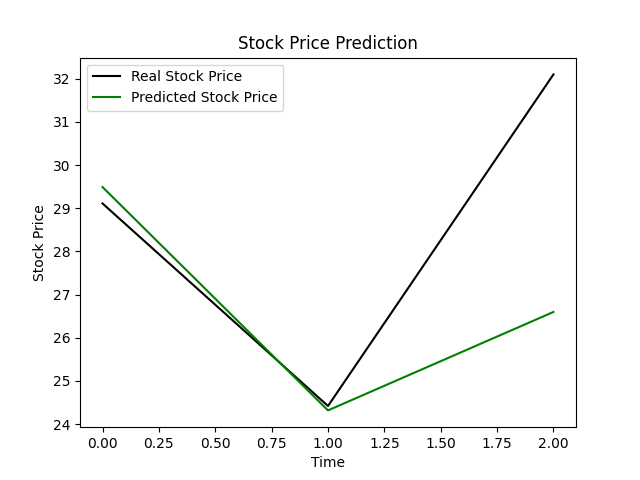 Stock Price Prediction
Real Stock Price
Predicted Stock Price
32
31
30
29
28
27
26
25
24
Stock Price
0.00 0.25 0.50 0.75 1.00 1.25 1.50 1.75 2.00
Time